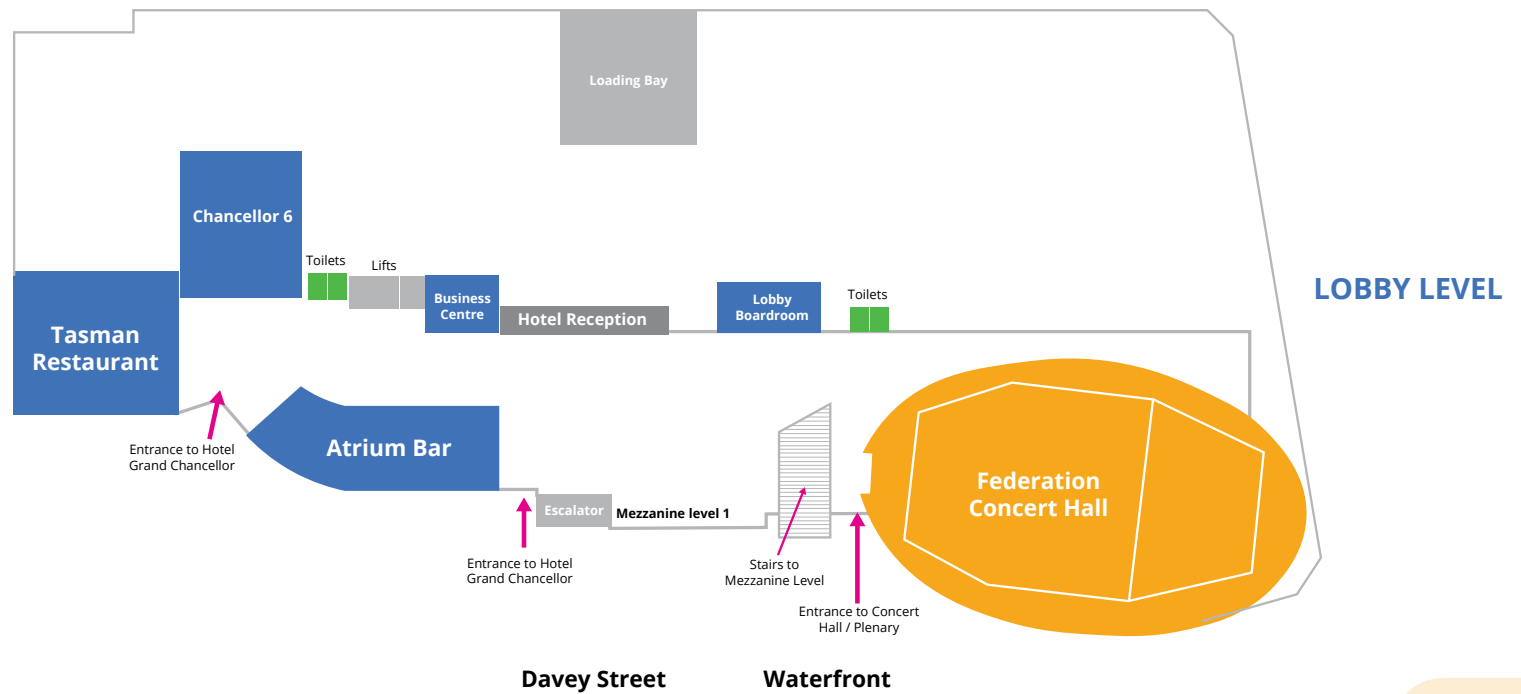 Loading Bay
Chancellor 6
Toilets
Lifts
Business
Centre
Hotel Reception
Lobby
Boardroom
Toilets
LOBBY LEVEL
Tasman
Restaurant
Entrance to Hotel
Grand Chancellor
Atrium Bar
Federation
Concert Hall
Escalator
Mezzanine level 1
Entrance to Hotel
Grand Chancellor
Stairs to
Mezzanine Level
Entrance to Concert
Hall / Plenary
Davey Street
Waterfront